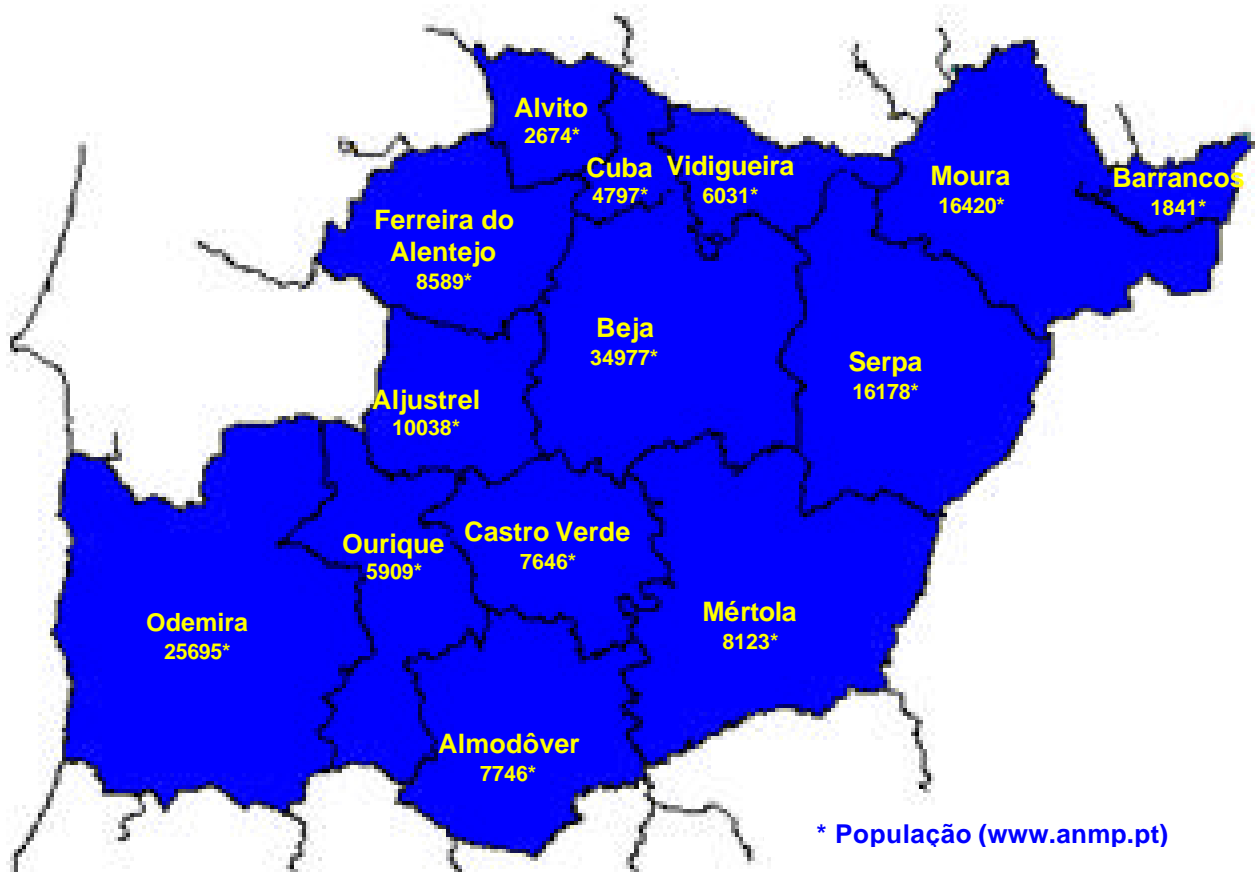 Alvito
2674*
Cuba
4797*
Vidigueira
6031*
Moura
16420*
Barrancos
1841*
Ferreira do
Alentejo
8589*
Beja
34977*
Serpa
16178*
Aljustrel
10038*
Castro Verde
7646*
Ourique
5909*
Odemira
25695*
Mértola
8123*
Almodôver
7746*
* População (www.anmp.pt)